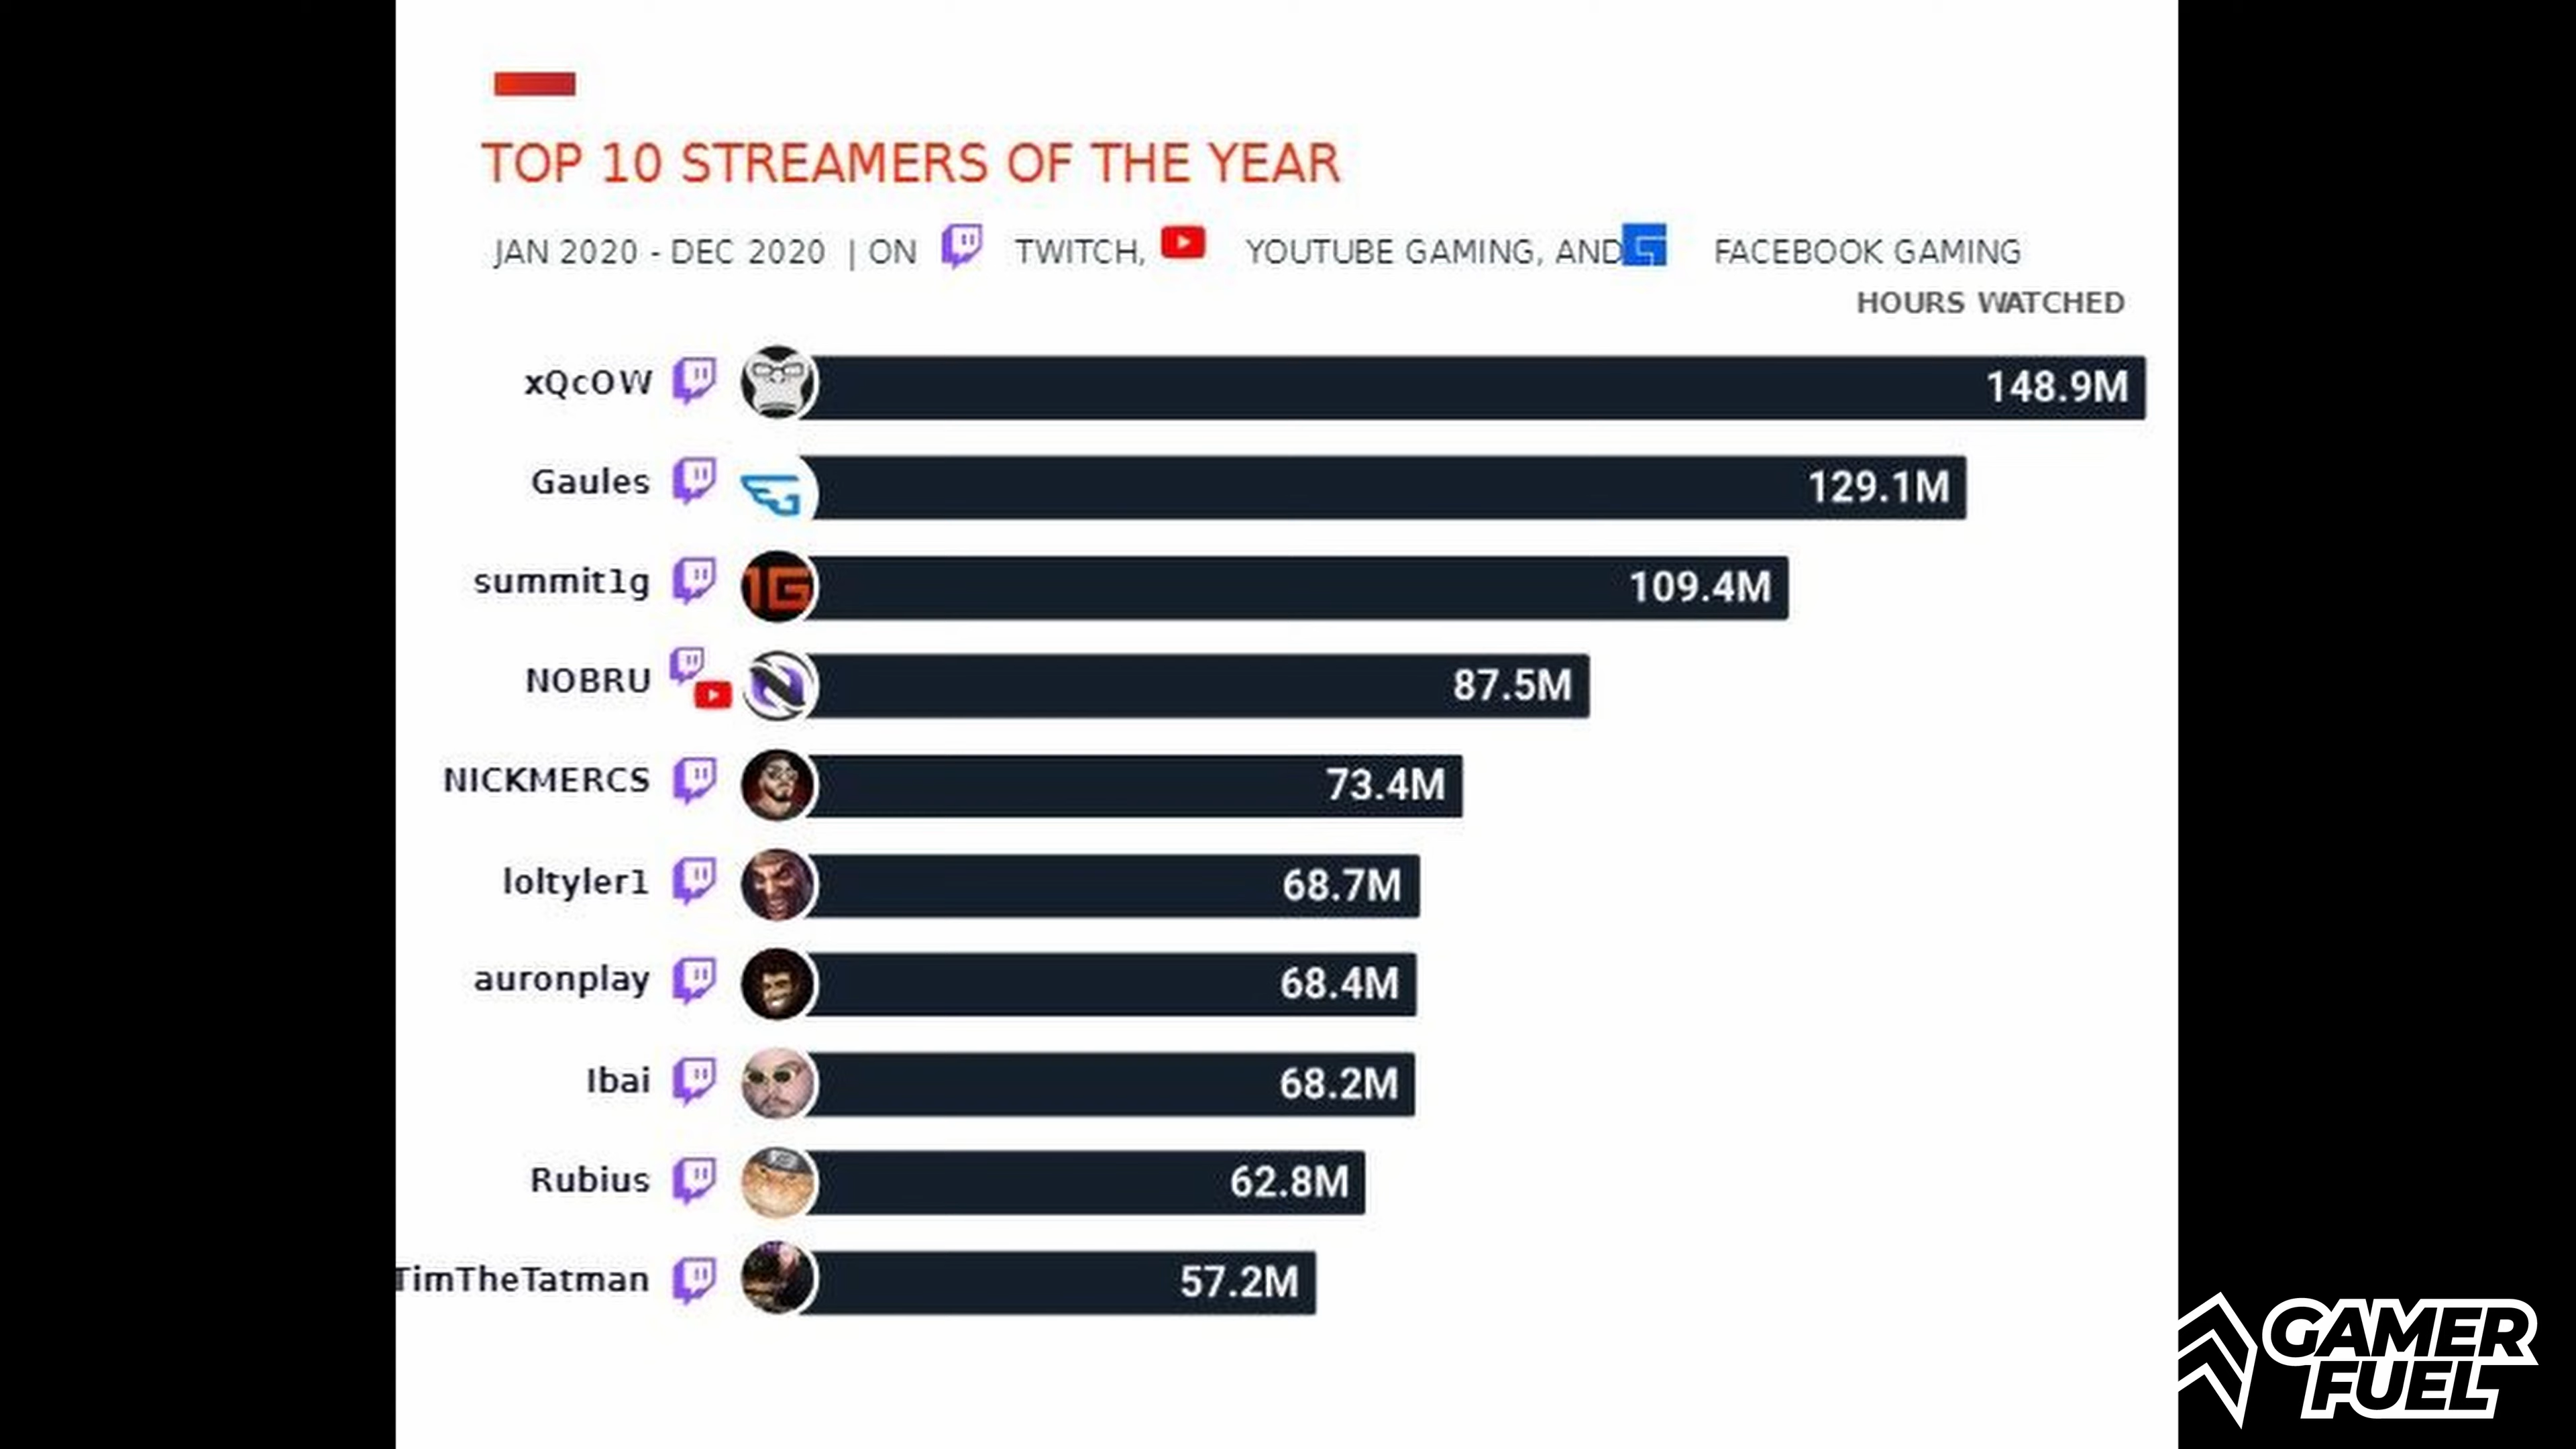 TOP 10 STREAMERS OF THE YEAR
JAN 2020 - DEC 2020 | ON TWITCH, YOUTUBE GAMING, AND FACEBOOK GAMING
HOURS WATCHED
xQcOW 148.9M
Gaules 129.1M
summit1g 1G 109.4M
NOBRU 87.5M
NICKMERCS 73.4M
loltyler1 68.7M
auronplay 68.4M
Ibai 68.2M
Rubius 62.8M
TimTheTatman 57.2M
GAMER
FUEL